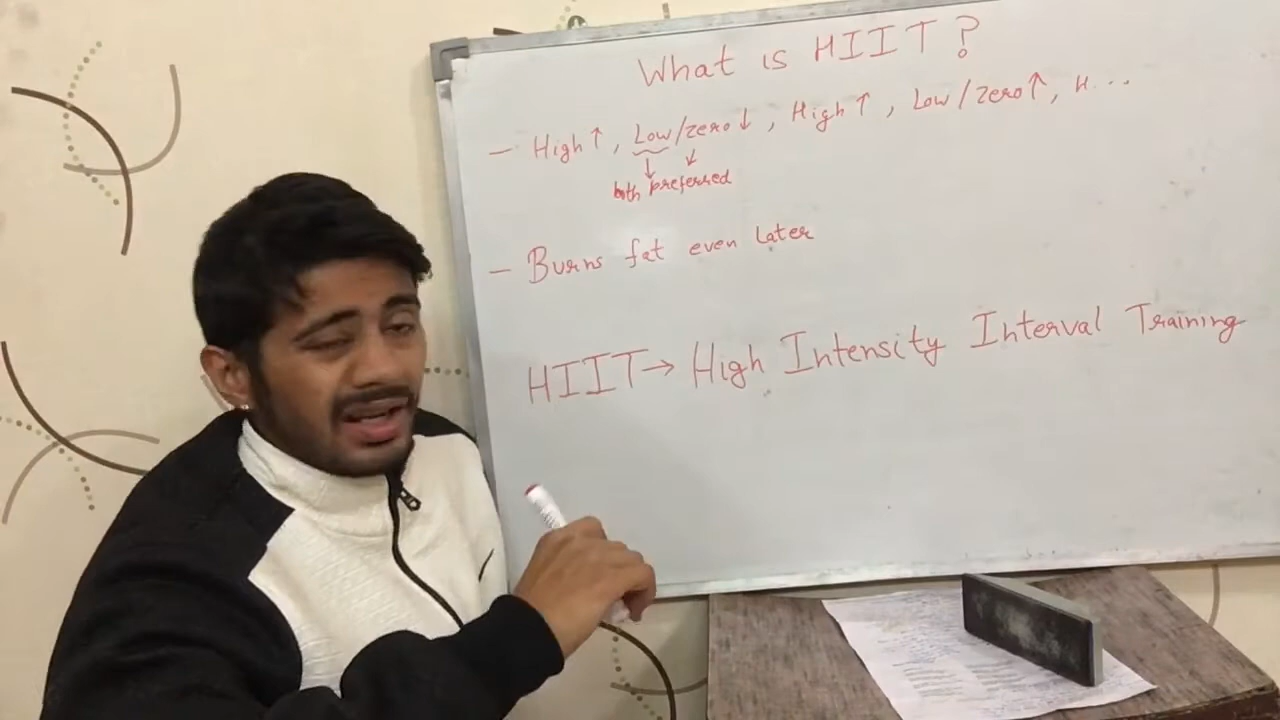 What is HIIT?
– High↑, Low/zero↓, High↑, Low/zero↑, H...
↓ ↙
both preferred
– Burns fat even later
HIIT→ High Intensity Interval Training